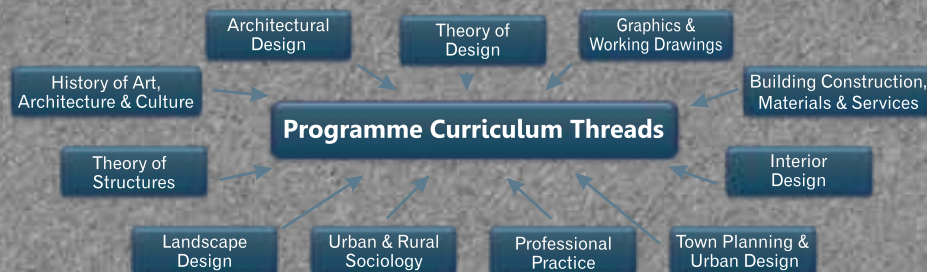 Architectural
Design
Theory of
Design
Graphics &
Working Drawings
History of Art,
Architecture & Culture
Building Construction,
Materials & Services
Programme Curriculum Threads
Theory of
Structures
Interior
Design
Landscape
Design
Urban & Rural
Sociology
Professional
Practice
Town Planning &
Urban Design